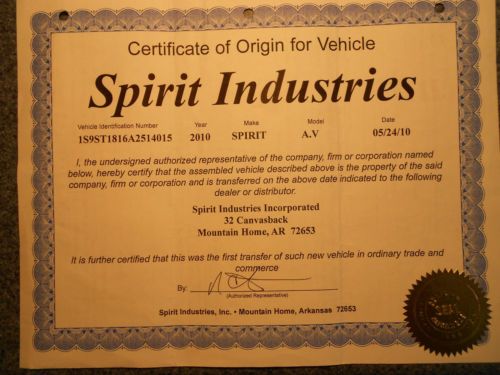 Certificate of Origin for Vehicle
Spirit Industries
Vehicle Identification Number Year Make Model Date
1S9ST1816A2514015 2010 SPIRIT A.V 05/24/10
I, the undersigned authorized representative of the company, firm or corporation named
below, hereby certify that the assembled vehicle described above is the property of the said
company, firm or corporation and is transferred on the above date indicated to the following
dealer or distributor.
Spirit Industries Incorporated
32 Canvasback
Mountain Home, AR 72653
It is further certified that this was the first transfer of such new vehicle in ordinary trade and
commerce
By:
(Authorized Representative)
Spirit Industries, Inc. • Mountain Home, Arkansas 72653